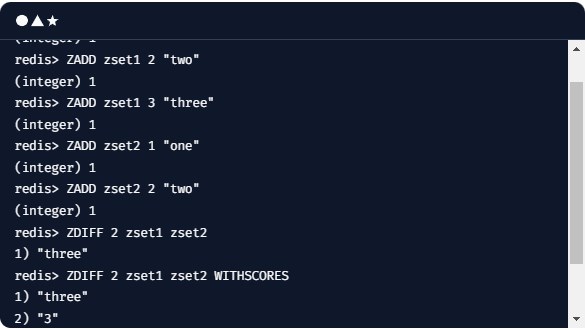 (integer) 1
redis> ZADD zset1 2 "two"
(integer) 1
redis> ZADD zset1 3 "three"
(integer) 1
redis> ZADD zset2 1 "one"
(integer) 1
redis> ZADD zset2 2 "two"
(integer) 1
redis> ZDIFF 2 zset1 zset2
1) "three"
redis> ZDIFF 2 zset1 zset2 WITHSCORES
1) "three"
2) "3"